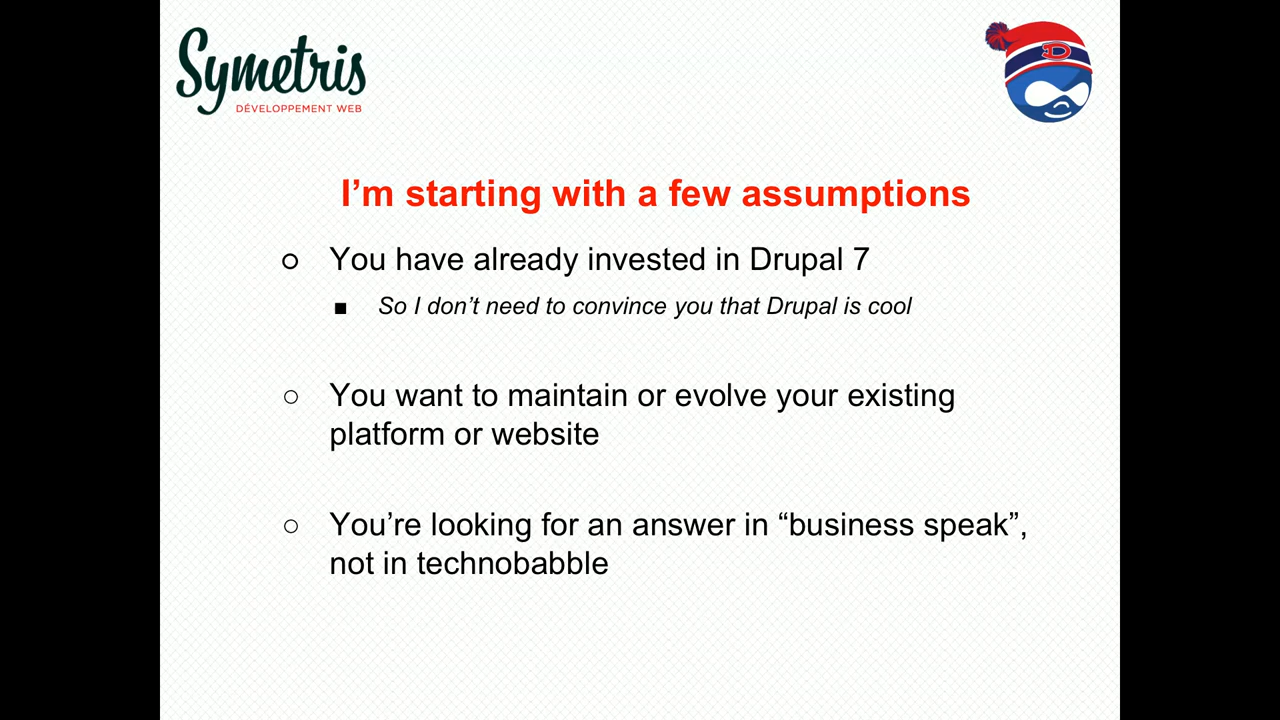 Symetris
DÉVELOPPEMENT WEB
D
I’m starting with a few assumptions
○ You have already invested in Drupal 7
■ So I don’t need to convince you that Drupal is cool
○ You want to maintain or evolve your existing
platform or website
○ You’re looking for an answer in “business speak”,
not in technobabble